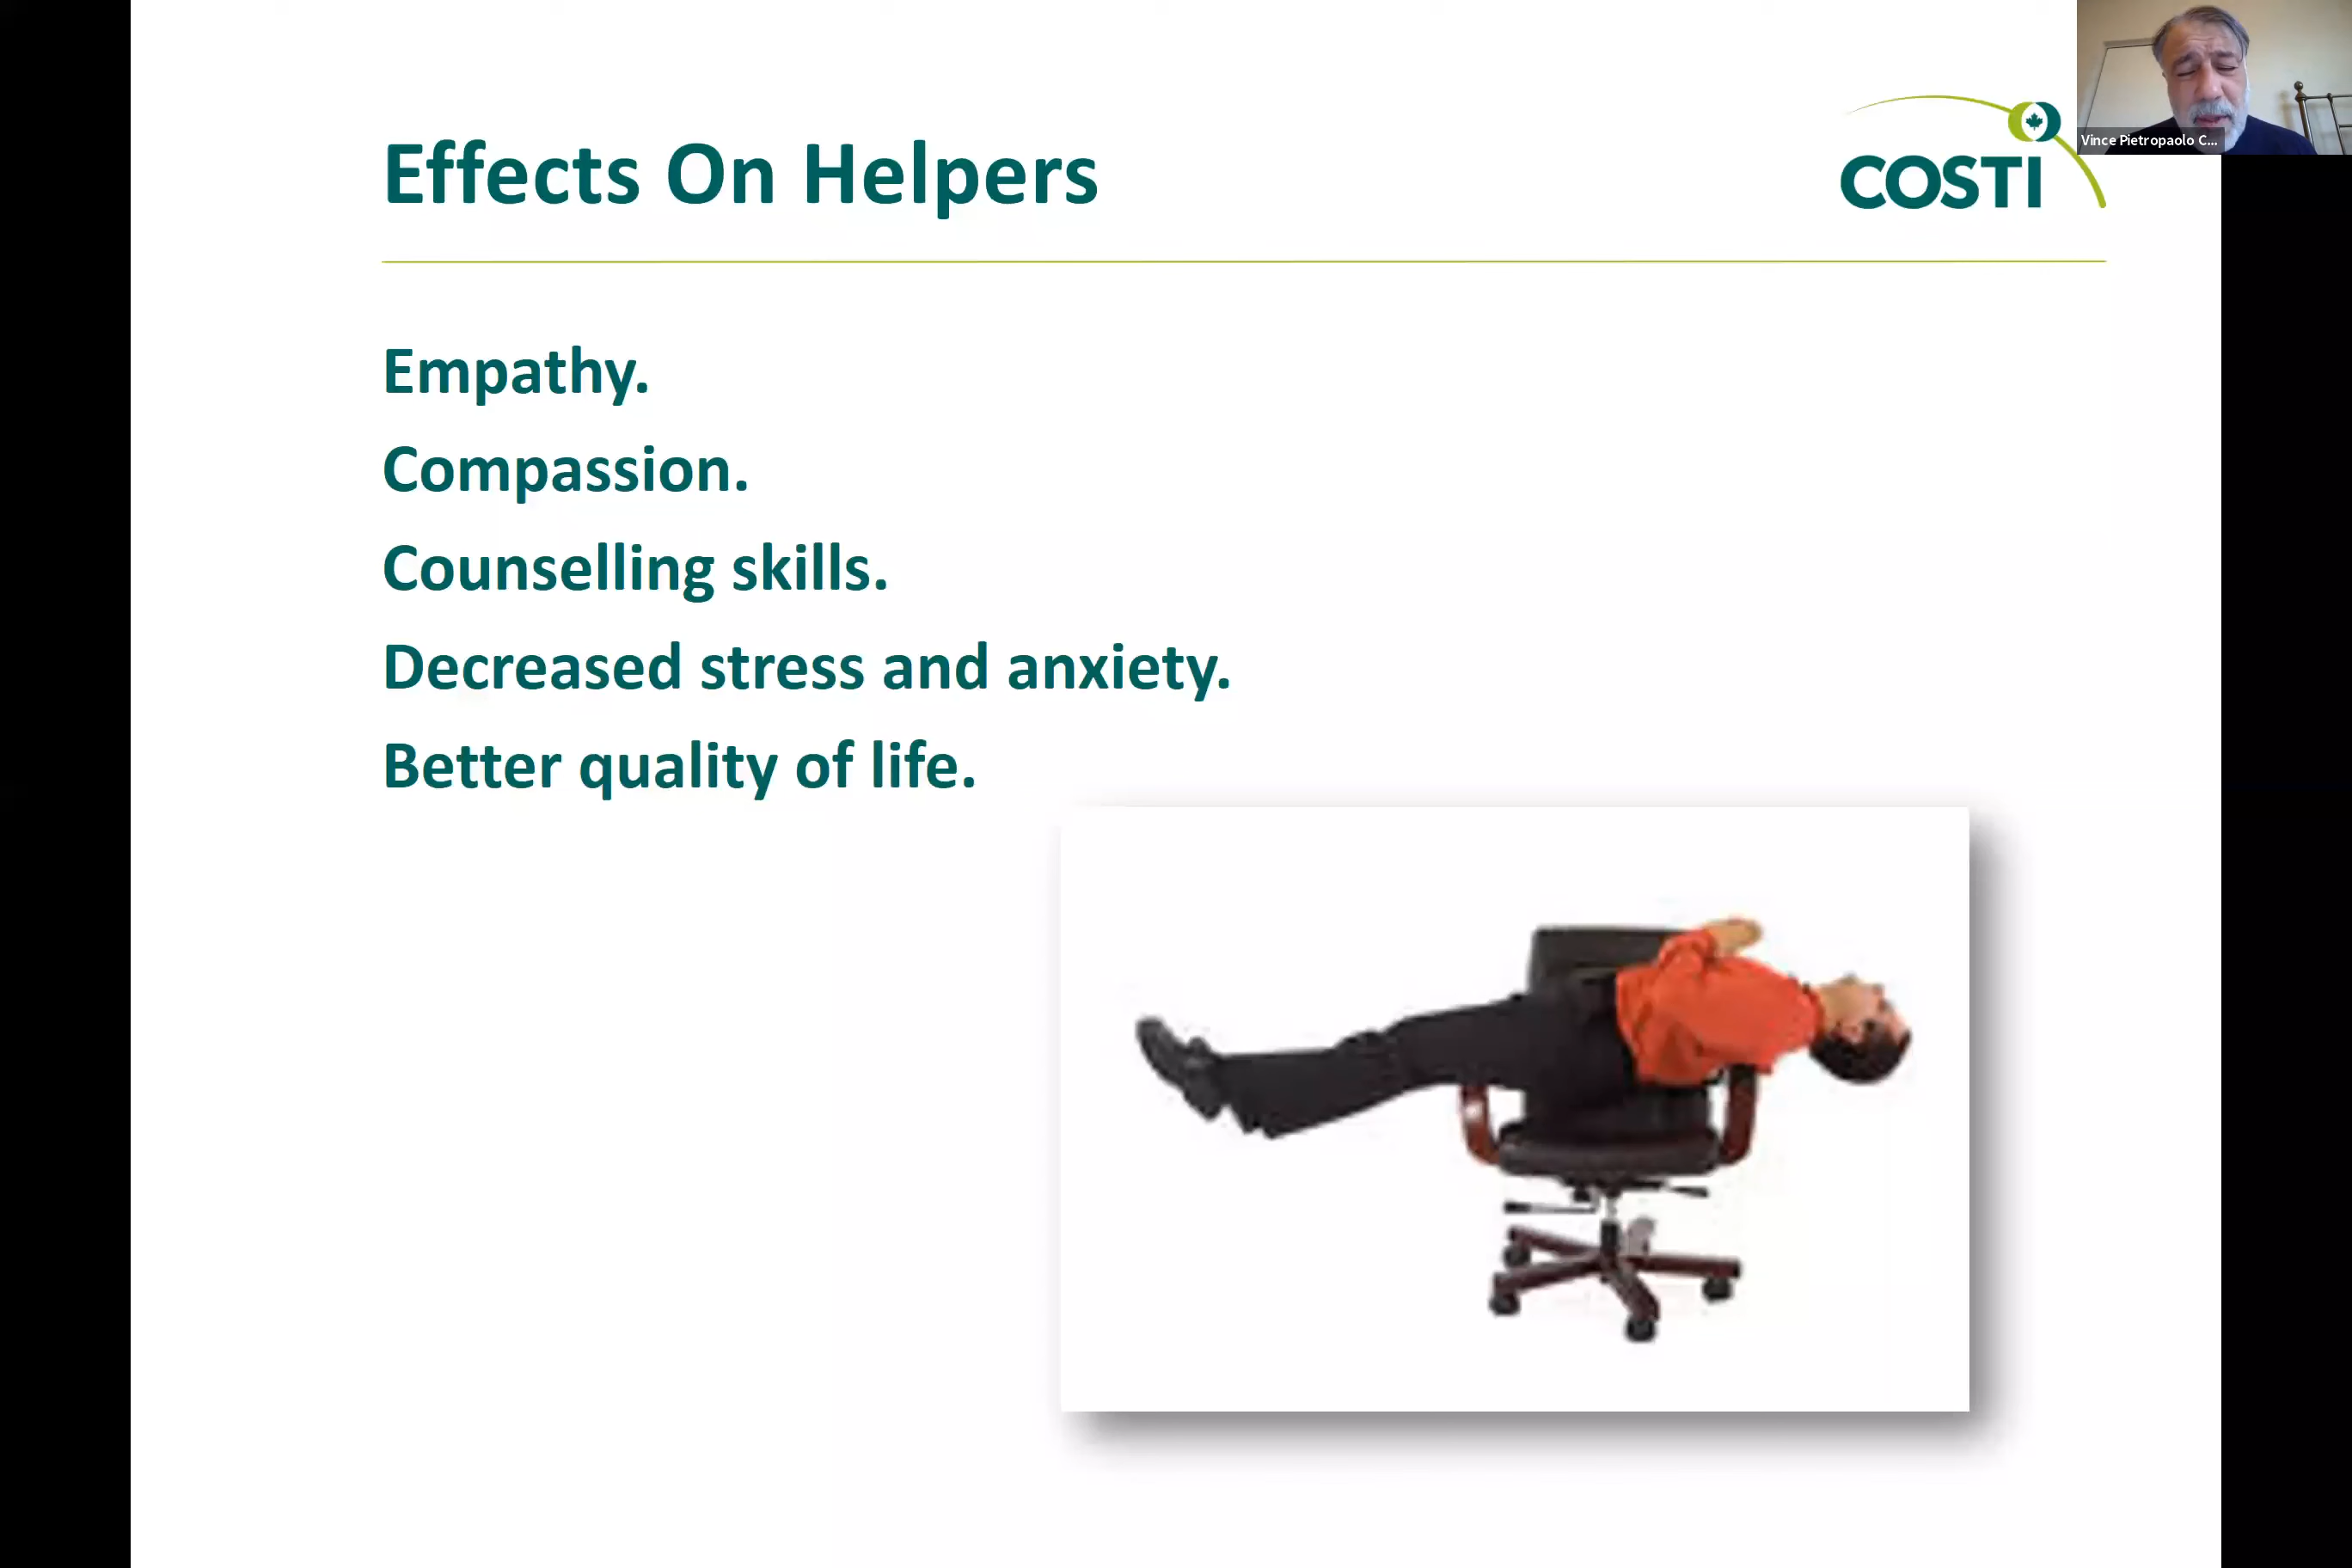 Effects On Helpers
COSTI
Vince Pietropaolo C...
Empathy.
Compassion.
Counselling skills.
Decreased stress and anxiety.
Better quality of life.